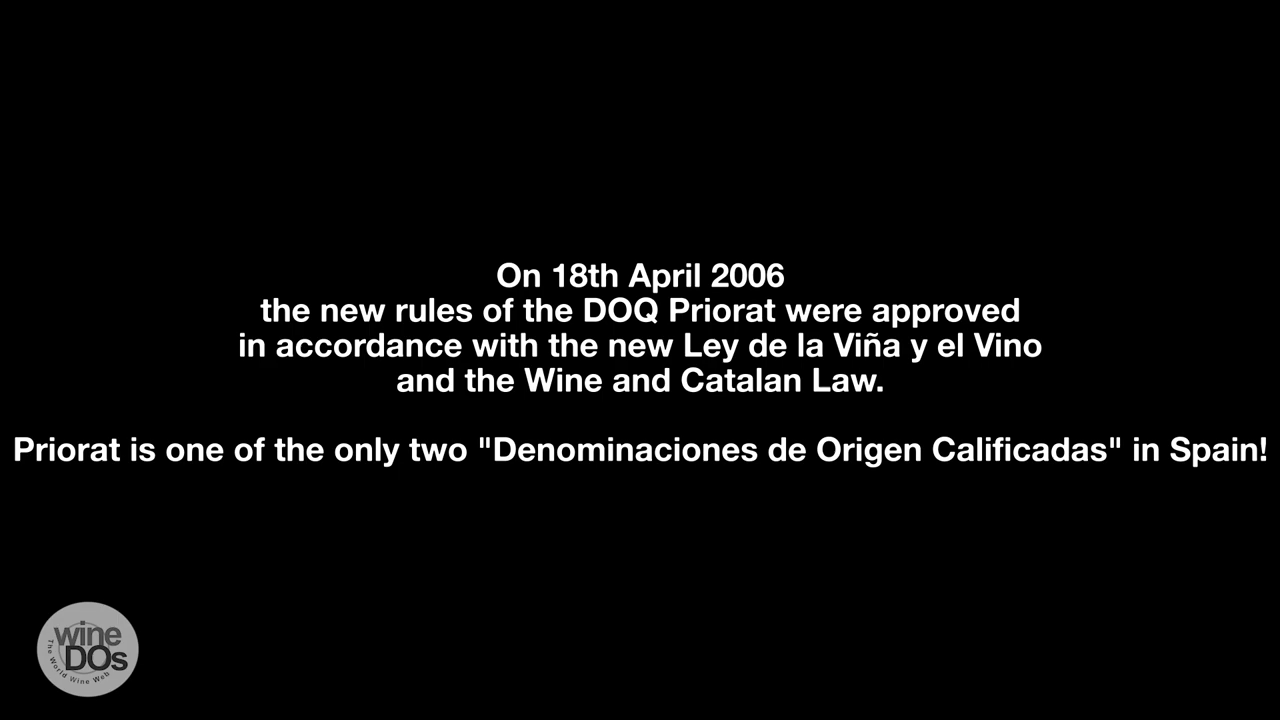 On 18th April 2006
the new rules of the DOQ Priorat were approved
in accordance with the new Ley de la Viña y el Vino
and the Wine and Catalan Law.
Priorat is one of the only two "Denominaciones de Origen Calificadas" in Spain!
wine
DOs
The World Wine Web